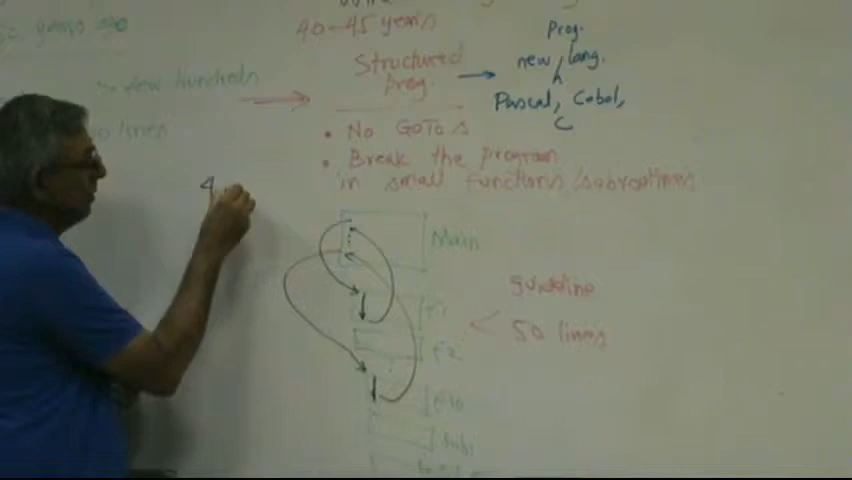 years ago
40-45 years
Prog.
new lang.
Structured
Prog.
few hundreds
Pascal, Cobol,
C
lines
• No GOTO s
• Break the program
in small functions/subroutines
4
Main
guideline
F1
50 lines
F2
F10